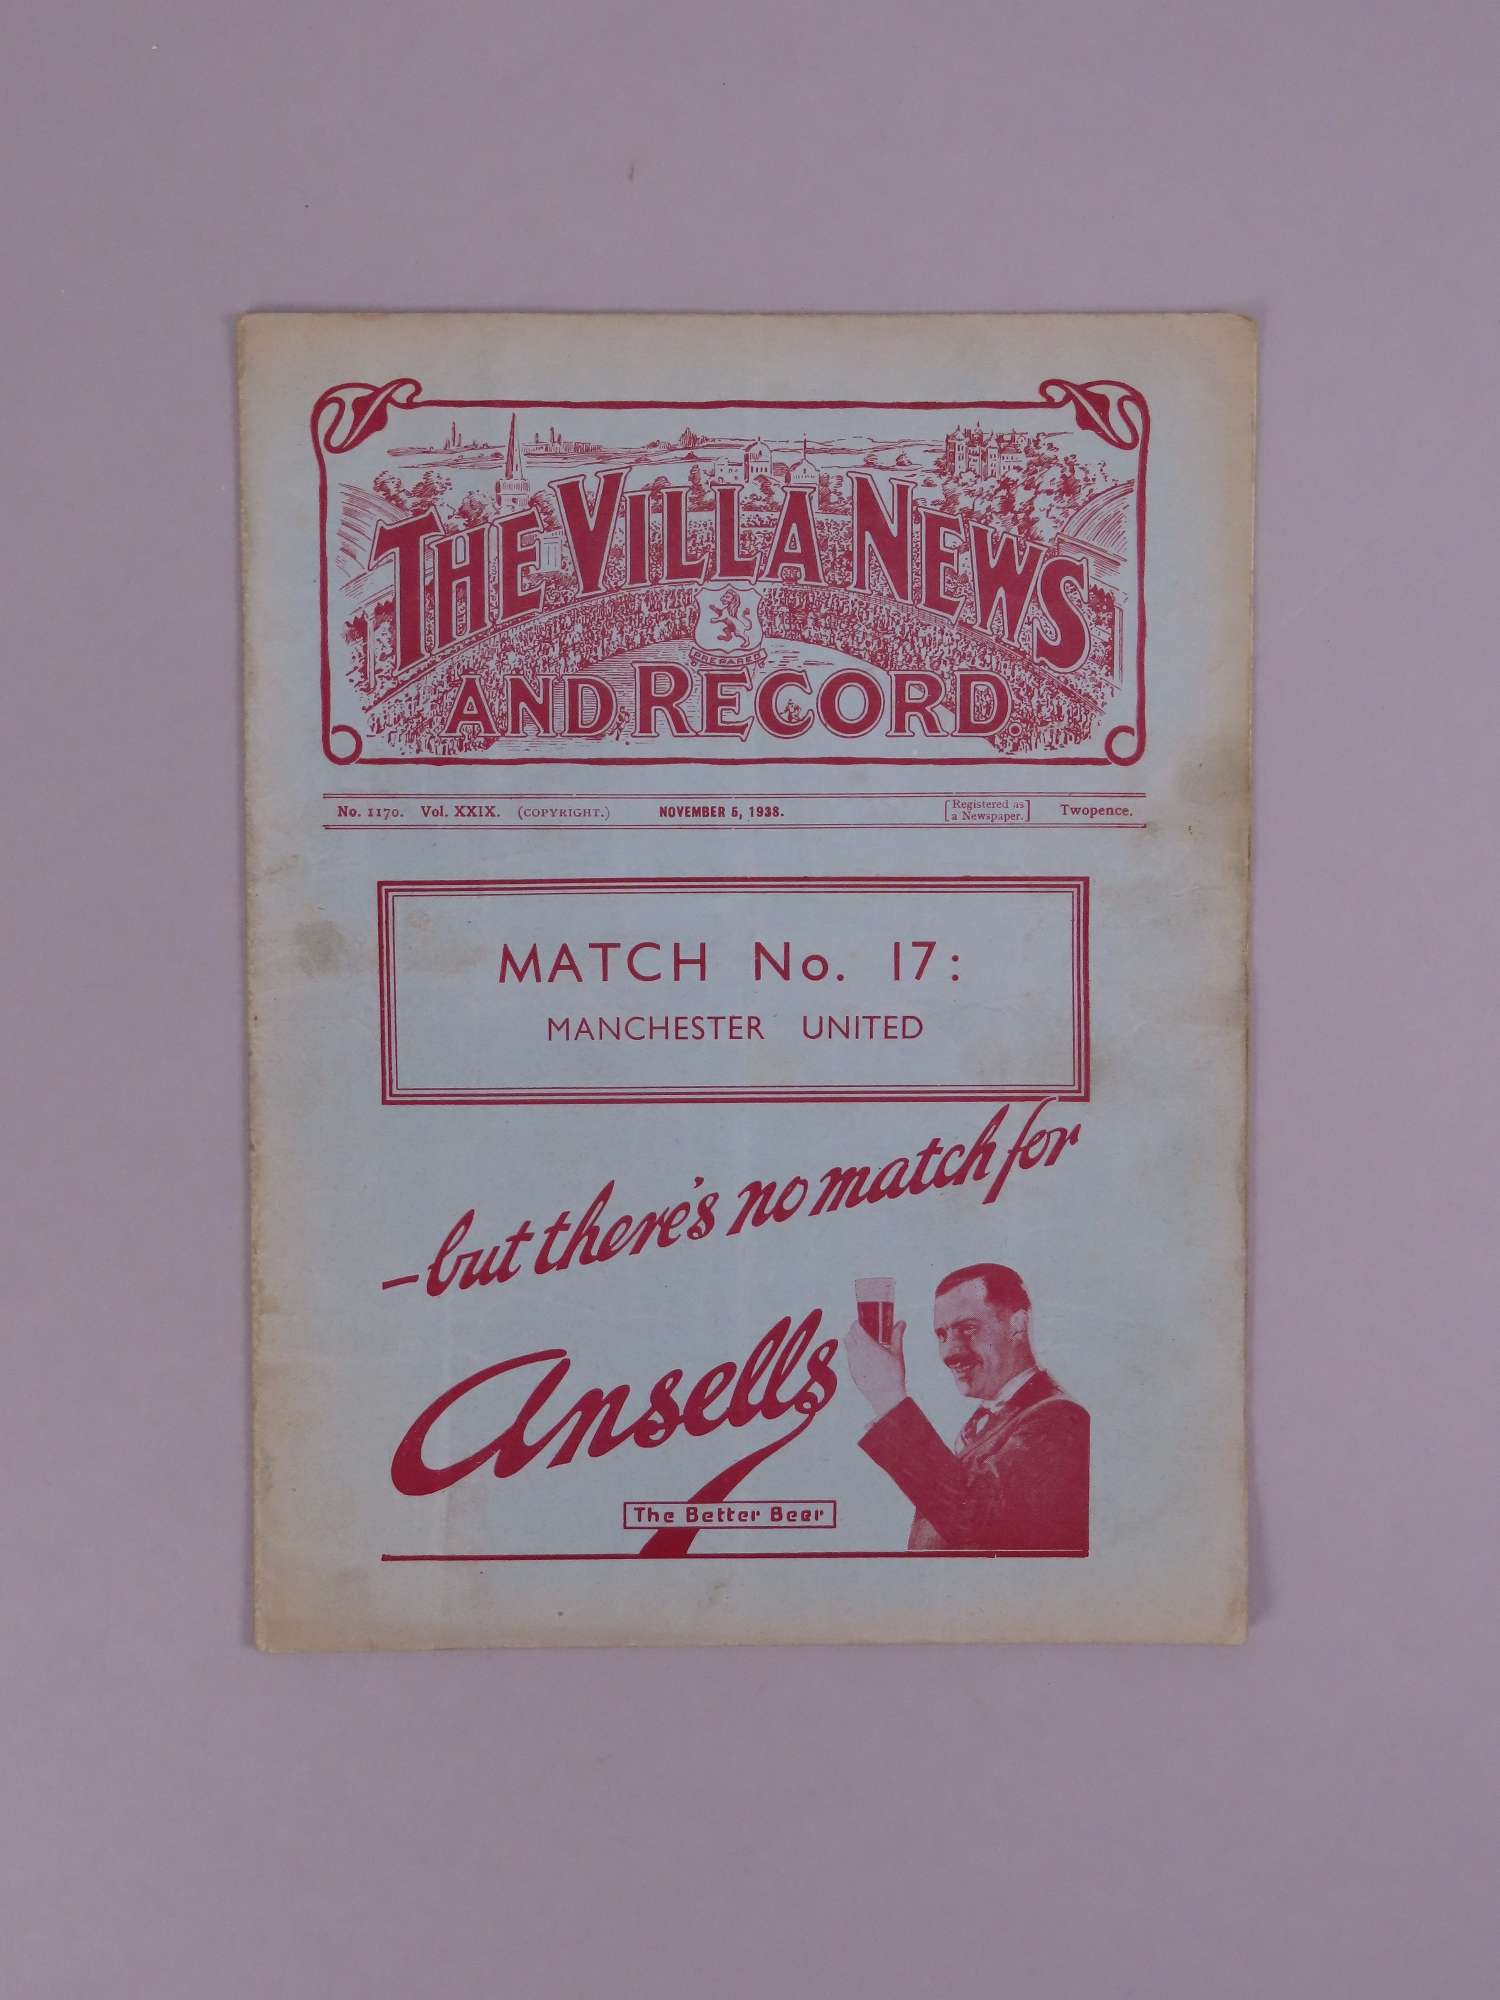 THE VILLA NEWS
PREPARED
AND RECORD.
No. 1170. Vol. XXIX. (COPYRIGHT.) NOVEMBER 5, 1938. [Registered as a Newspaper.] Twopence.
MATCH No. 17:
MANCHESTER UNITED
—but there's no match for
Ansells
The Better Beer